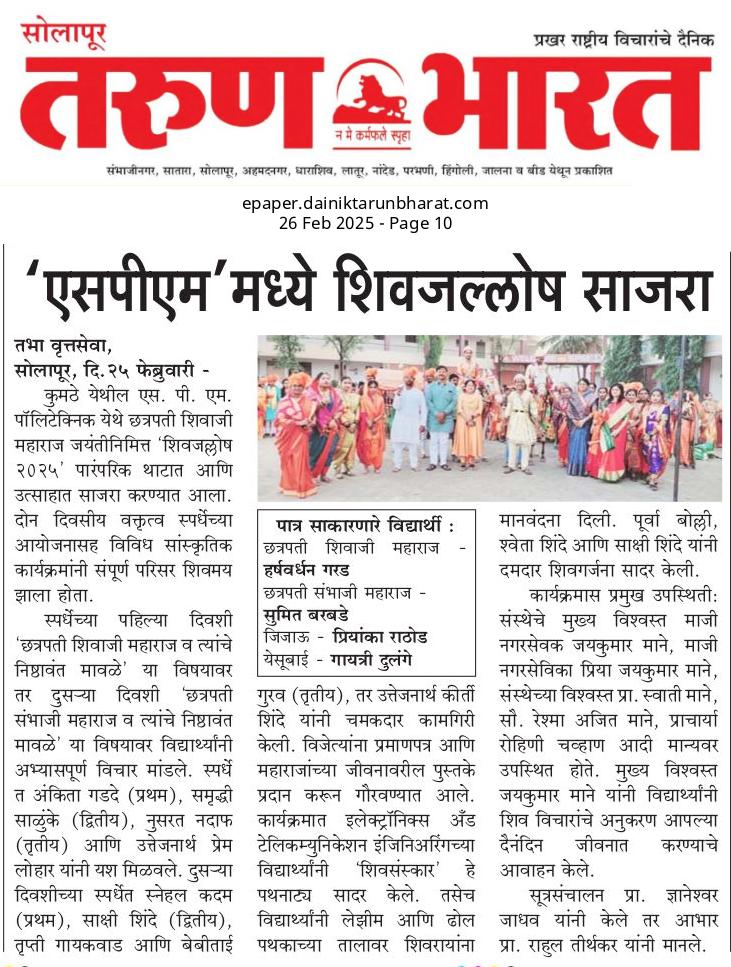 सोलापूर
प्रखर राष्ट्रीय विचारांचे दैनिक
तरुण भारत
न मे कर्मफले स्पृहा
संभाजीनगर, सातारा, सोलापूर, अहमदनगर, धाराशिव, लातूर, नांदेड, परभणी, हिंगोली, जालना व बीड येथून प्रकाशित
epaper.dainiktarunbharat.com
26 Feb 2025 - Page 10
‘एसपीएम’मध्ये शिवजल्लोष साजरा
तभा वृत्तसेवा,
सोलापूर, दि.२५ फेब्रुवारी -
कुमठे येथील एस. पी. एम.
पॉलिटेक्निक येथे छत्रपती शिवाजी
महाराज जयंतीनिमित्त ‘शिवजल्लोष
२०२५’ पारंपरिक थाटात आणि
उत्साहात साजरा करण्यात आला.
दोन दिवसीय वक्तृत्व स्पर्धेच्या
आयोजनासह विविध सांस्कृतिक
कार्यक्रमांनी संपूर्ण परिसर शिवमय
झाला होता.
स्पर्धेच्या पहिल्या दिवशी
‘छत्रपती शिवाजी महाराज व त्यांचे
निष्ठावंत मावळे’ या विषयावर
तर दुसऱ्या दिवशी ‘छत्रपती
संभाजी महाराज व त्यांचे निष्ठावंत
मावळे’ या विषयावर विद्यार्थ्यांनी
अभ्यासपूर्ण विचार मांडले. स्पर्धे
त अंकिता गडदे (प्रथम), समृद्धी
साळुंके (द्वितीय), नुसरत नदाफ
(तृतीय) आणि उत्तेजनार्थ प्रेम
लोहार यांनी यश मिळवले. दुसऱ्या
दिवशीच्या स्पर्धेत स्नेहल कदम
(प्रथम), साक्षी शिंदे (द्वितीय),
तृप्ती गायकवाड आणि बेबीताई
पात्र साकारणारे विद्यार्थी :
छत्रपती शिवाजी महाराज -
हर्षवर्धन गरड
छत्रपती संभाजी महाराज -
सुमित बरबडे
जिजाऊ - प्रियांका राठोड
येसूबाई - गायत्री दुलंगे
गुरव (तृतीय), तर उत्तेजनार्थ कीर्ती
शिंदे यांनी चमकदार कामगिरी
केली. विजेत्यांना प्रमाणपत्र आणि
महाराजांच्या जीवनावरील पुस्तके
प्रदान करून गौरवण्यात आले.
कार्यक्रमात इलेक्ट्रॉनिक्स अँड
टेलिकम्युनिकेशन इंजिनिअरिंगच्या
विद्यार्थ्यांनी ‘शिवसंस्कार’ हे
पथनाट्य सादर केले. तसेच
विद्यार्थ्यांनी लेझीम आणि ढोल
पथकाच्या तालावर शिवरायांना
मानवंदना दिली. पूर्वा बोल्ली,
श्वेता शिंदे आणि साक्षी शिंदे यांनी
दमदार शिवगर्जना सादर केली.
कार्यक्रमास प्रमुख उपस्थिती:
संस्थेचे मुख्य विश्वस्त माजी
नगरसेवक जयकुमार माने, माजी
नगरसेविका प्रिया जयकुमार माने,
संस्थेच्या विश्वस्त प्रा. स्वाती माने,
सौ. रेश्मा अजित माने, प्राचार्या
रोहिणी चव्हाण आदी मान्यवर
उपस्थित होते. मुख्य विश्वस्त
जयकुमार माने यांनी विद्यार्थ्यांनी
शिव विचारांचे अनुकरण आपल्या
दैनंदिन जीवनात करण्याचे
आवाहन केले.
सूत्रसंचालन प्रा. ज्ञानेश्वर
जाधव यांनी केले तर आभार
प्रा. राहुल तीर्थकर यांनी मानले.